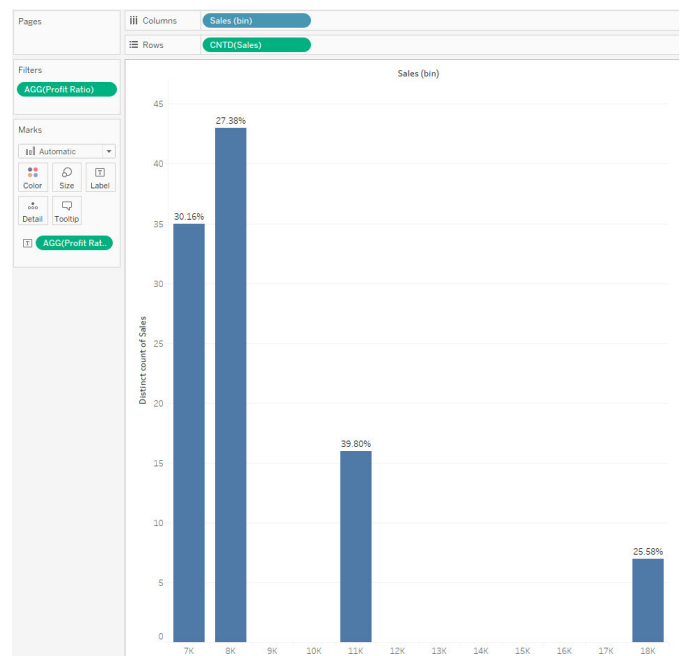 Pages
Columns
Sales (bin)
Rows
CNTD(Sales)
Filters
AGG(Profit Ratio)
Marks
Automatic
Color
Size
Label
Detail
Tooltip
AGG(Profit Rat..
Sales (bin)
Distinct count of Sales
45
40
35
30
25
20
15
10
5
0
30.16%
27.38%
39.80%
25.58%
7K 8K 9K 10K 11K 12K 13K 14K 15K 16K 17K 18K